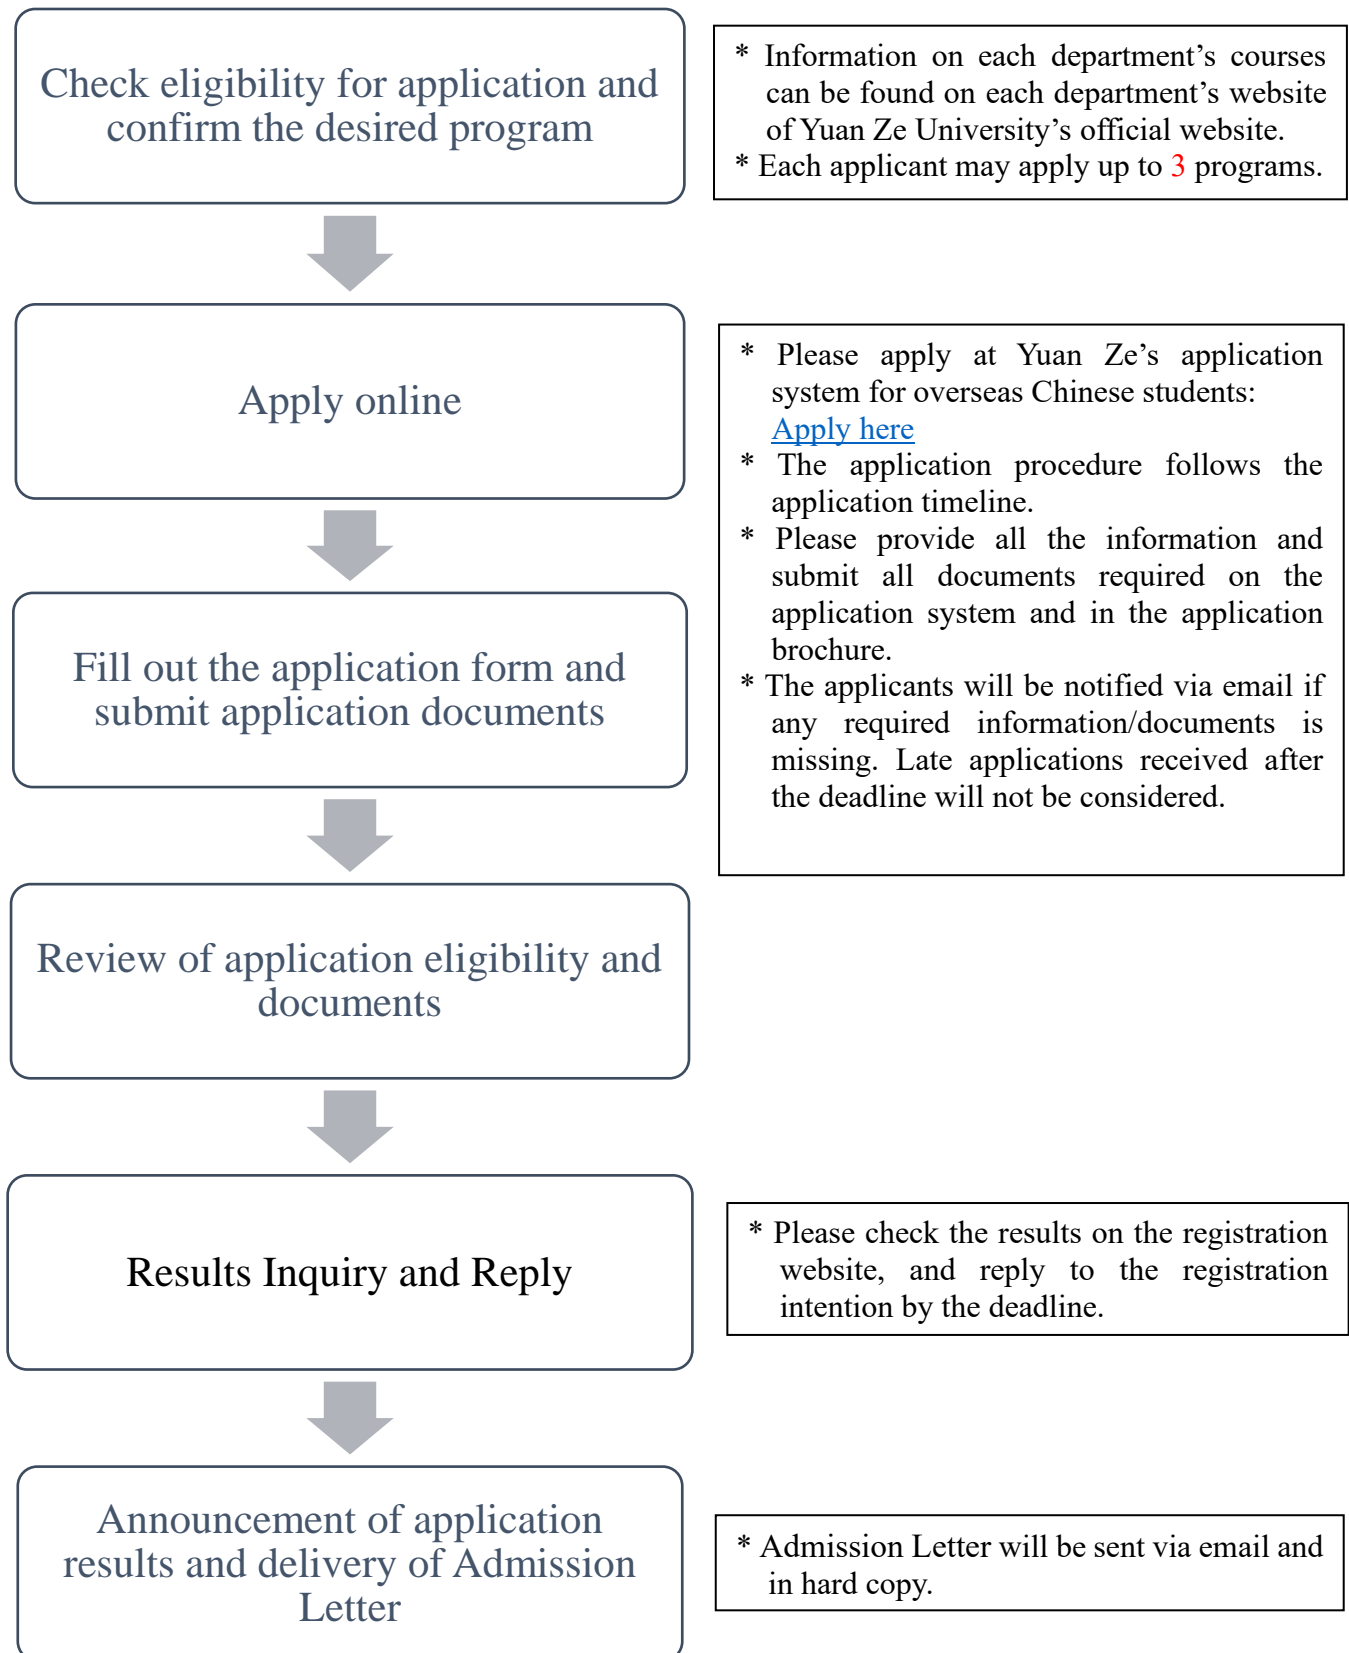 Check eligibility for application and
confirm the desired program
* Information on each department’s courses
can be found on each department’s website
of Yuan Ze University’s official website.
* Each applicant may apply up to 3 programs.
Apply online
* Please apply at Yuan Ze’s application
system for overseas Chinese students:
Apply here
* The application procedure follows the
application timeline.
* Please provide all the information and
submit all documents required on the
application system and in the application
brochure.
* The applicants will be notified via email if
any required information/documents is
missing. Late applications received after
the deadline will not be considered.
Fill out the application form and
submit application documents
Review of application eligibility and
documents
Results Inquiry and Reply
* Please check the results on the registration
website, and reply to the registration
intention by the deadline.
Announcement of application
results and delivery of Admission
Letter
* Admission Letter will be sent via email and
in hard copy.